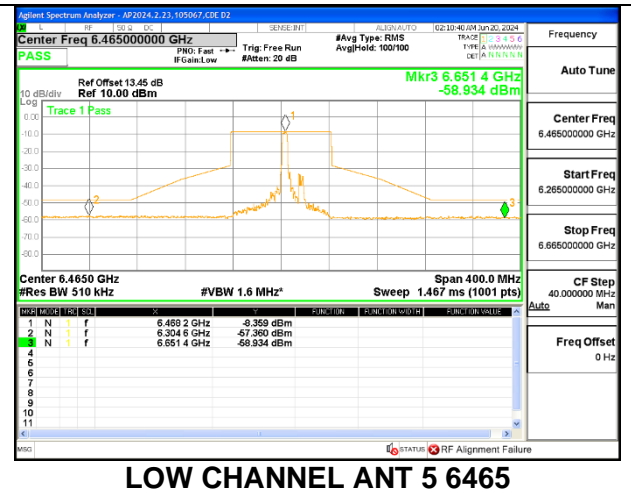 Agilent Spectrum Analyzer - AP2024.2.23,105067,CDE D2
L RF 50 Ω DC SENSE:INT ALIGN AUTO 02:10:40 AM Jun 20, 2024
Center Freq 6.465000000 GHz #Avg Type: RMS TRACE 1 2 3 4 5 6
PASS PNO: Fast Trig: Free Run Avg|Hold: 100/100 TYPE A WWWWW
IFGain:Low #Atten: 20 dB DET A N N N N N
Ref Offset 13.45 dB Mkr3 6.651 4 GHz
10 dB/div Ref 10.00 dBm -58.934 dBm
Log
Trace 1 Pass
1
0.00
-10.0
-20.0
-30.0
-40.0
2
3
-50.0
-60.0
-70.0
-80.0
Center 6.4650 GHz Span 400.0 MHz
#Res BW 510 kHz #VBW 1.6 MHz* Sweep 1.467 ms (1001 pts)
MKR MODE TRC SCL X Y FUNCTION FUNCTION WIDTH FUNCTION VALUE
1 N 1 f 6.468 2 GHz -8.359 dBm
2 N 1 f 6.304 6 GHz -57.360 dBm
3 N 1 f 6.651 4 GHz -58.934 dBm
4
5
6
7
8
9
10
11
MSG STATUS RF Alignment Failure
Frequency
Auto Tune
Center Freq
6.465000000 GHz
Start Freq
6.265000000 GHz
Stop Freq
6.665000000 GHz
CF Step
40.000000 MHz
Auto Man
Freq Offset
0 Hz
LOW CHANNEL ANT 5 6465